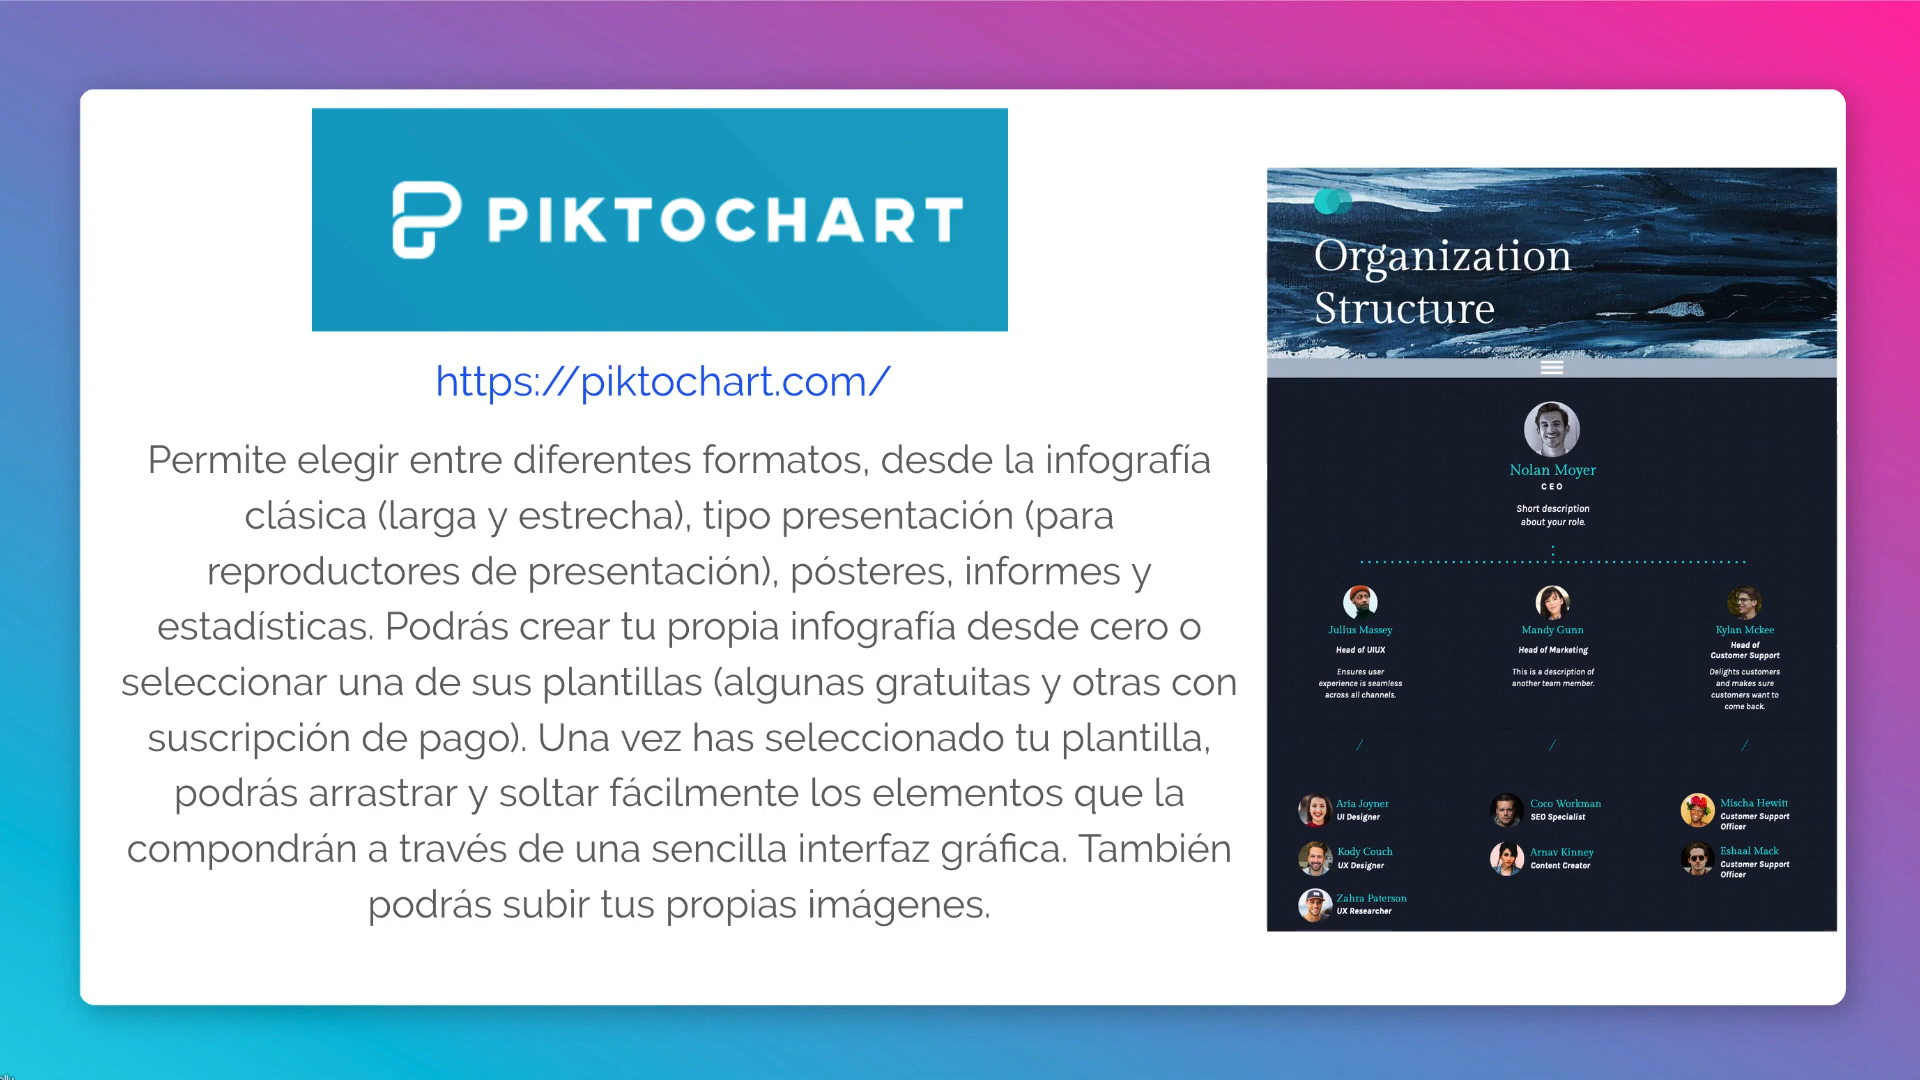 PIKTOCHART
https://piktochart.com/
Permite elegir entre diferentes formatos, desde la infografía
clásica (larga y estrecha), tipo presentación (para
reproductores de presentación), pósteres, informes y
estadísticas. Podrás crear tu propia infografía desde cero o
seleccionar una de sus plantillas (algunas gratuitas y otras con
suscripción de pago). Una vez has seleccionado tu plantilla,
podrás arrastrar y soltar fácilmente los elementos que la
compondrán a través de una sencilla interfaz gráfica. También
podrás subir tus propias imágenes.
Organization
Structure
Nolan Moyer
CEO
Short description
about your role.
Julius Massey
Head of UIUX
Ensures user
experience is seamless
across all channels.
Mandy Gunn
Head of Marketing
This is a description of
another team member.
Kylan Mckee
Head of
Customer Support
Delights customers
and makes sure
customers want to
come back.
/
/
/
Aria Joyner
UI Designer
Kody Couch
UX Designer
Zahra Paterson
UX Researcher
Coco Workman
SEO Specialist
Arnav Kinney
Content Creator
Mischa Hewitt
Customer Support
Officer
Eshaal Mack
Customer Support
Officer